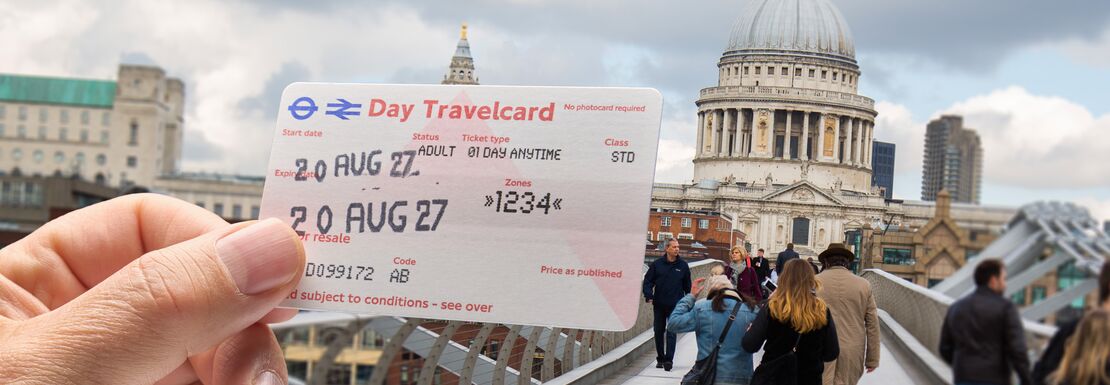 Day Travelcard
No photocard required
Start date
Status
Ticket type
Class
20 AUG 27
ADULT
01 DAY ANYTIME
STD
Zones
20 AUG 27
»1234«
or resale
Code
Price as published
D099172
AB
subject to conditions - see over